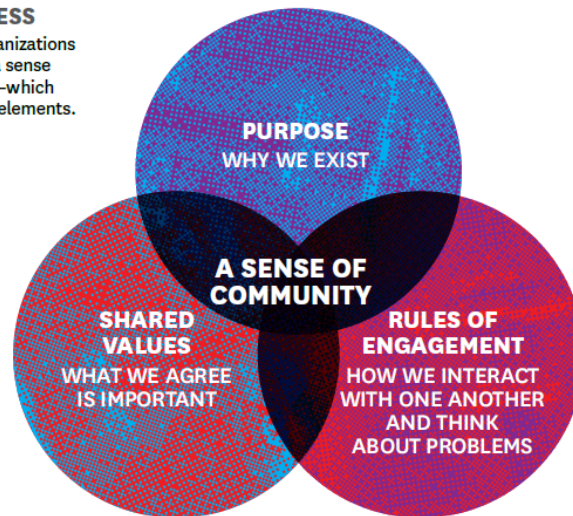 ESS
anizations
sense
–which
elements.
PURPOSE
WHY WE EXIST
A SENSE OF
COMMUNITY
SHARED
VALUES
WHAT WE AGREE
IS IMPORTANT
RULES OF
ENGAGEMENT
HOW WE INTERACT
WITH ONE ANOTHER
AND THINK
ABOUT PROBLEMS